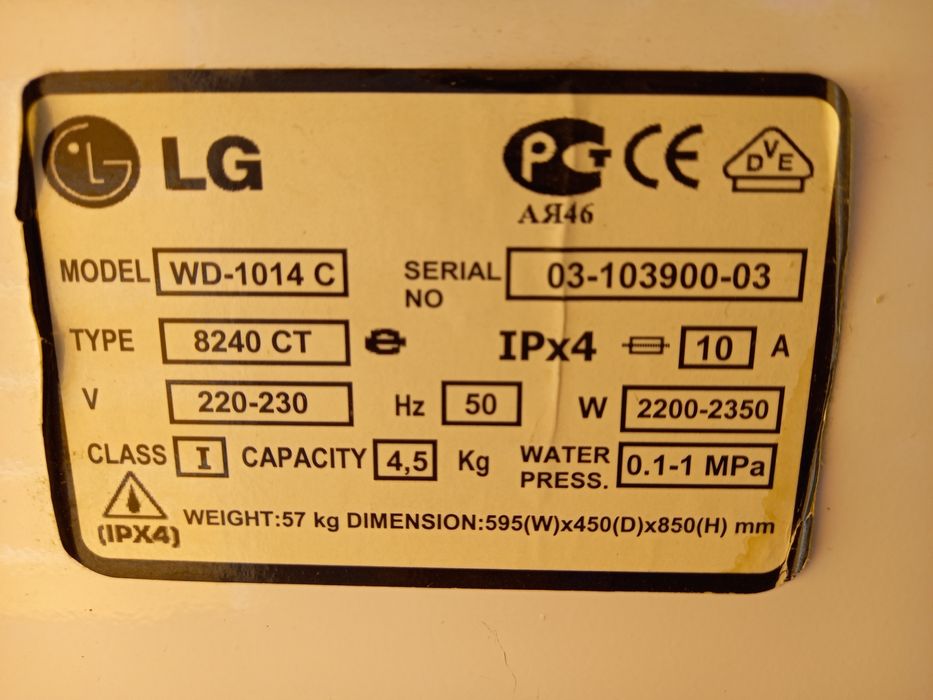 LG PG CE DVE
АЯ46
MODEL WD-1014 C SERIAL NO 03-103900-03
TYPE 8240 CT IPx4 10 A
V 220-230 Hz 50 W 2200-2350
CLASS I CAPACITY 4,5 Kg WATER PRESS. 0.1-1 MPa
(IPX4) WEIGHT:57 kg DIMENSION:595(W)x450(D)x850(H) mm